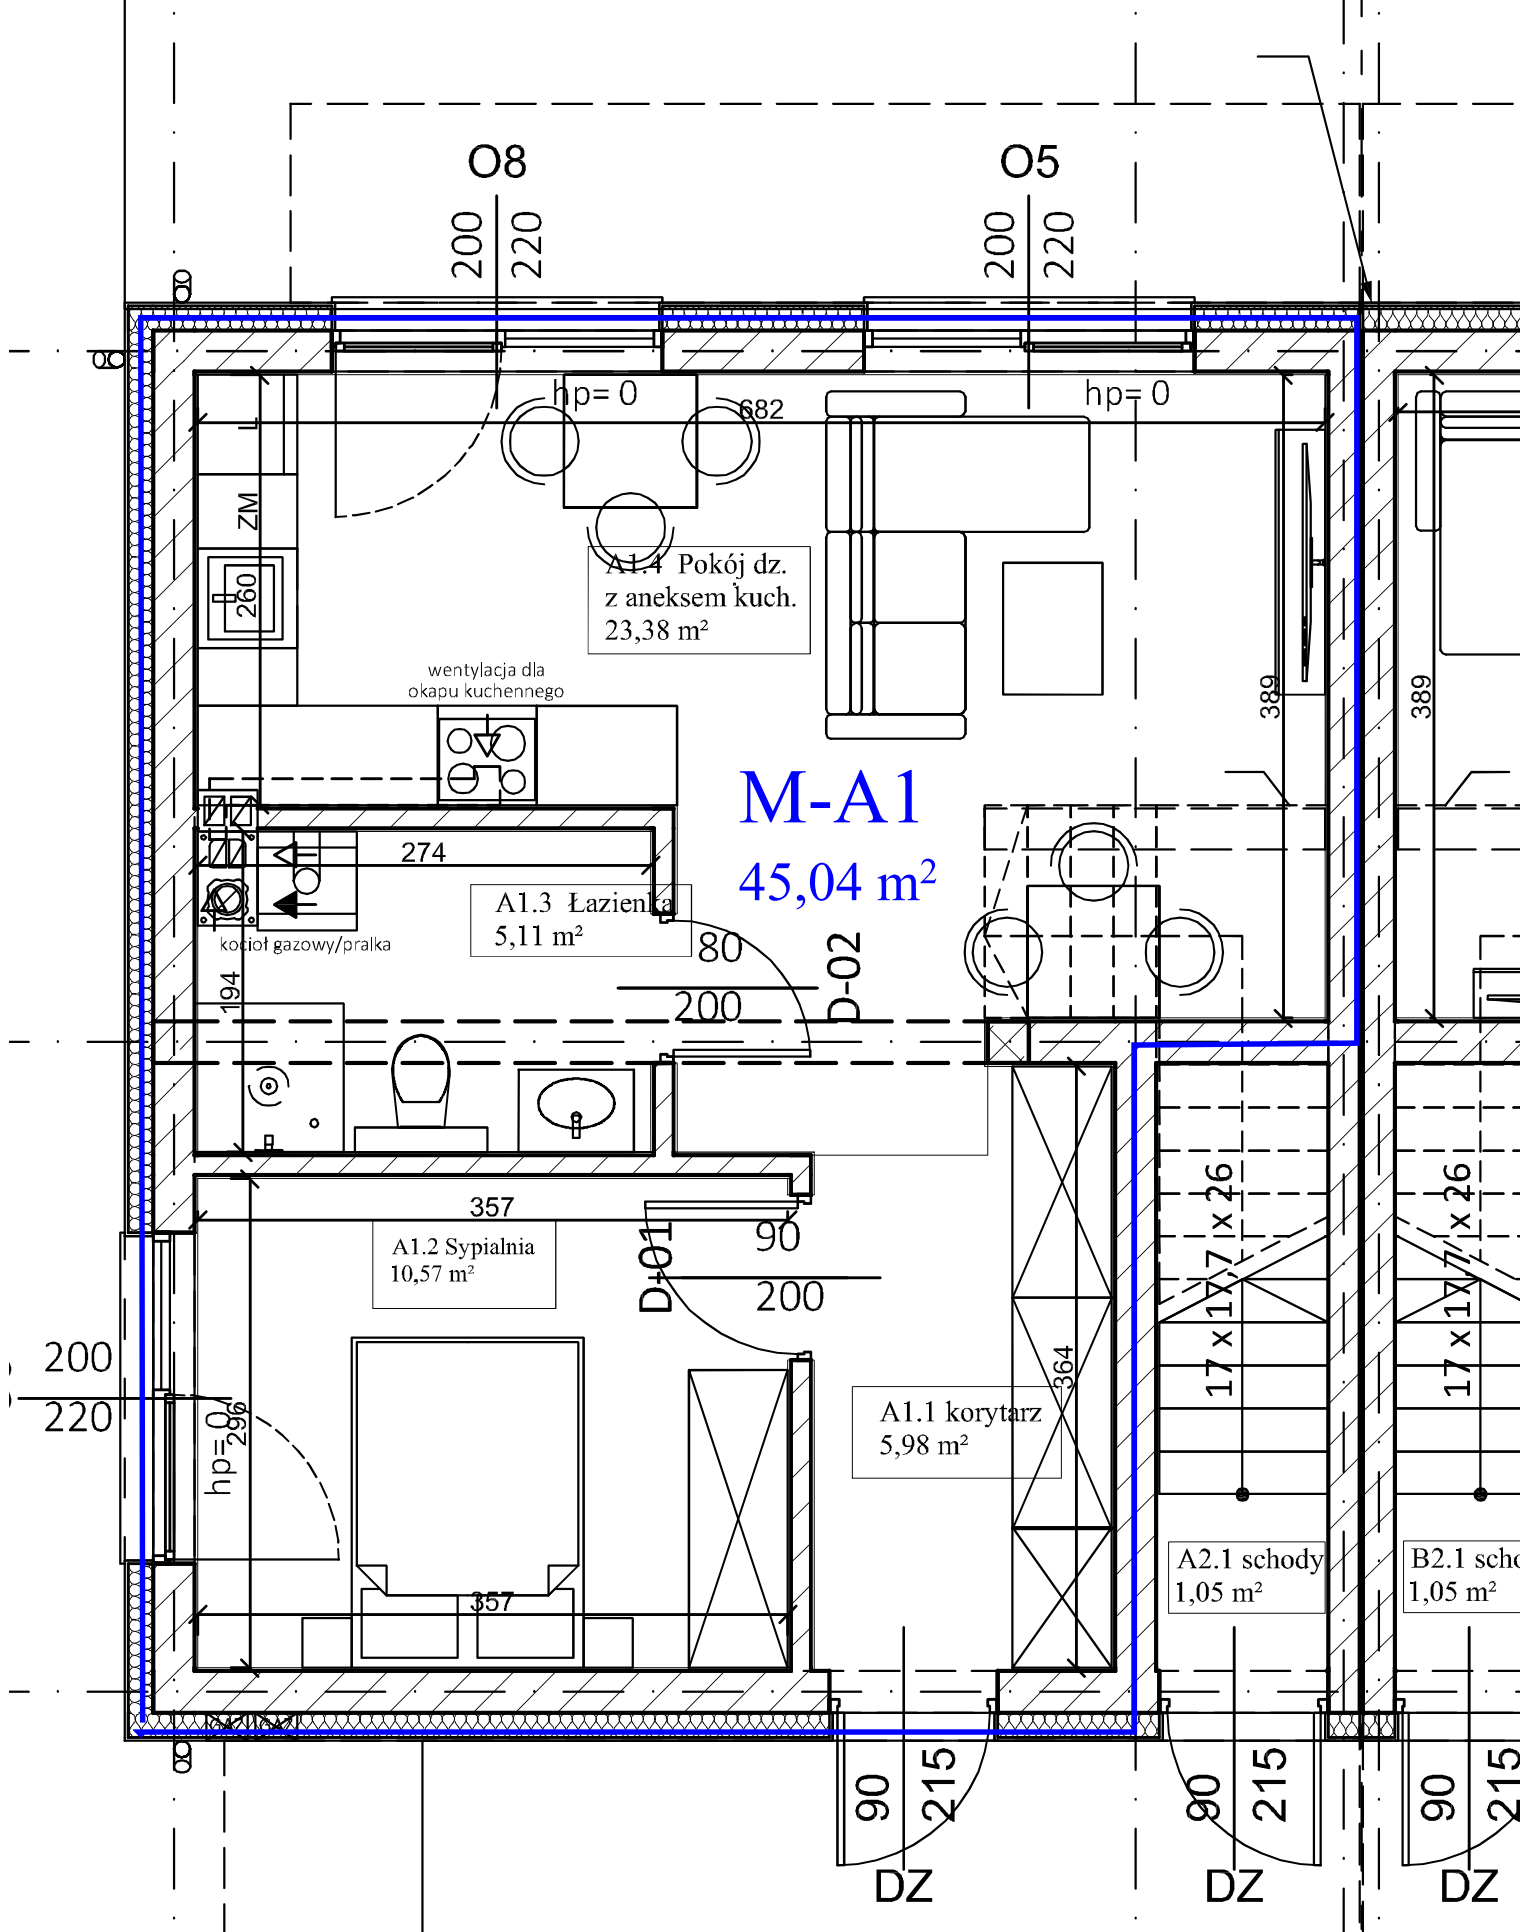 O8
O5
200
220
200
220
hp= 0
hp= 0
682
L
ZM
260
A1.4 Pokój dz.
z aneksem kuch.
23,38 m²
wentylacja dla
okapu kuchennego
389
389
M-A1
45,04 m²
274
A1.3 Łazienka
5,11 m²
kocioł gazowy/pralka
194
80
200
D-02
357
A1.2 Sypialnia
10,57 m²
D-01
90
200
17 x 17,7 x 26
17 x 17,7 x 26
200
220
hp= 0
296
364
A1.1 korytarz
5,98 m²
357
A2.1 schody
1,05 m²
B2.1 scho
1,05 m²
90
215
DZ
90
215
DZ
90
215
DZ